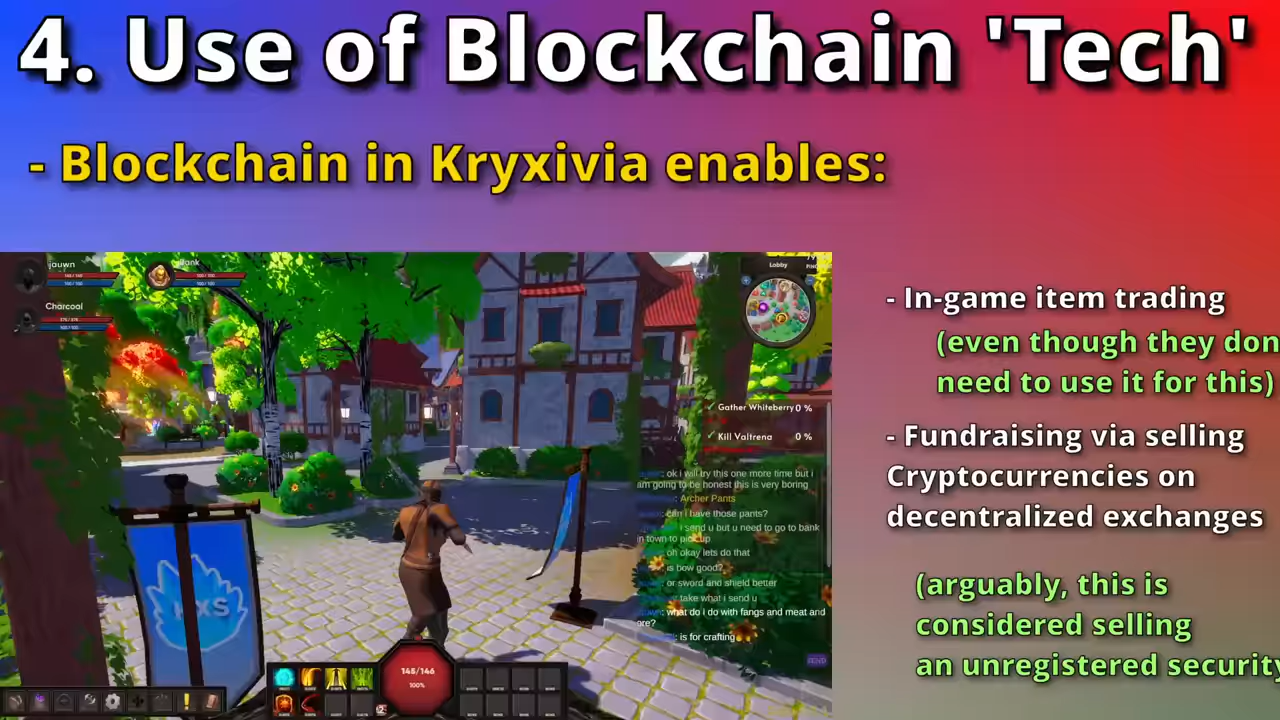 4. Use of Blockchain 'Tech'
- Blockchain in Kryxivia enables:
- In-game item trading
(even though they don
need to use it for this)
- Fundraising via selling
Cryptocurrencies on
decentralized exchanges
(arguably, this is
considered selling
an unregistered security
Charcoal
Lobby
Gather Whiteberry 0 %
Kill Valtrena 0 %
: ok i will try this one more time but i
am going to be honest this is very boring
: Archer Pants
: can i have those pants?
i send u but u need to go to bank
in town to pick up
: oh okay lets do that
: is bow good?
: or sword and shield better
: take what i send u
: what do i do with fangs and meat and
ore?
: is for crafting
SEND
KXS
145/146
100%